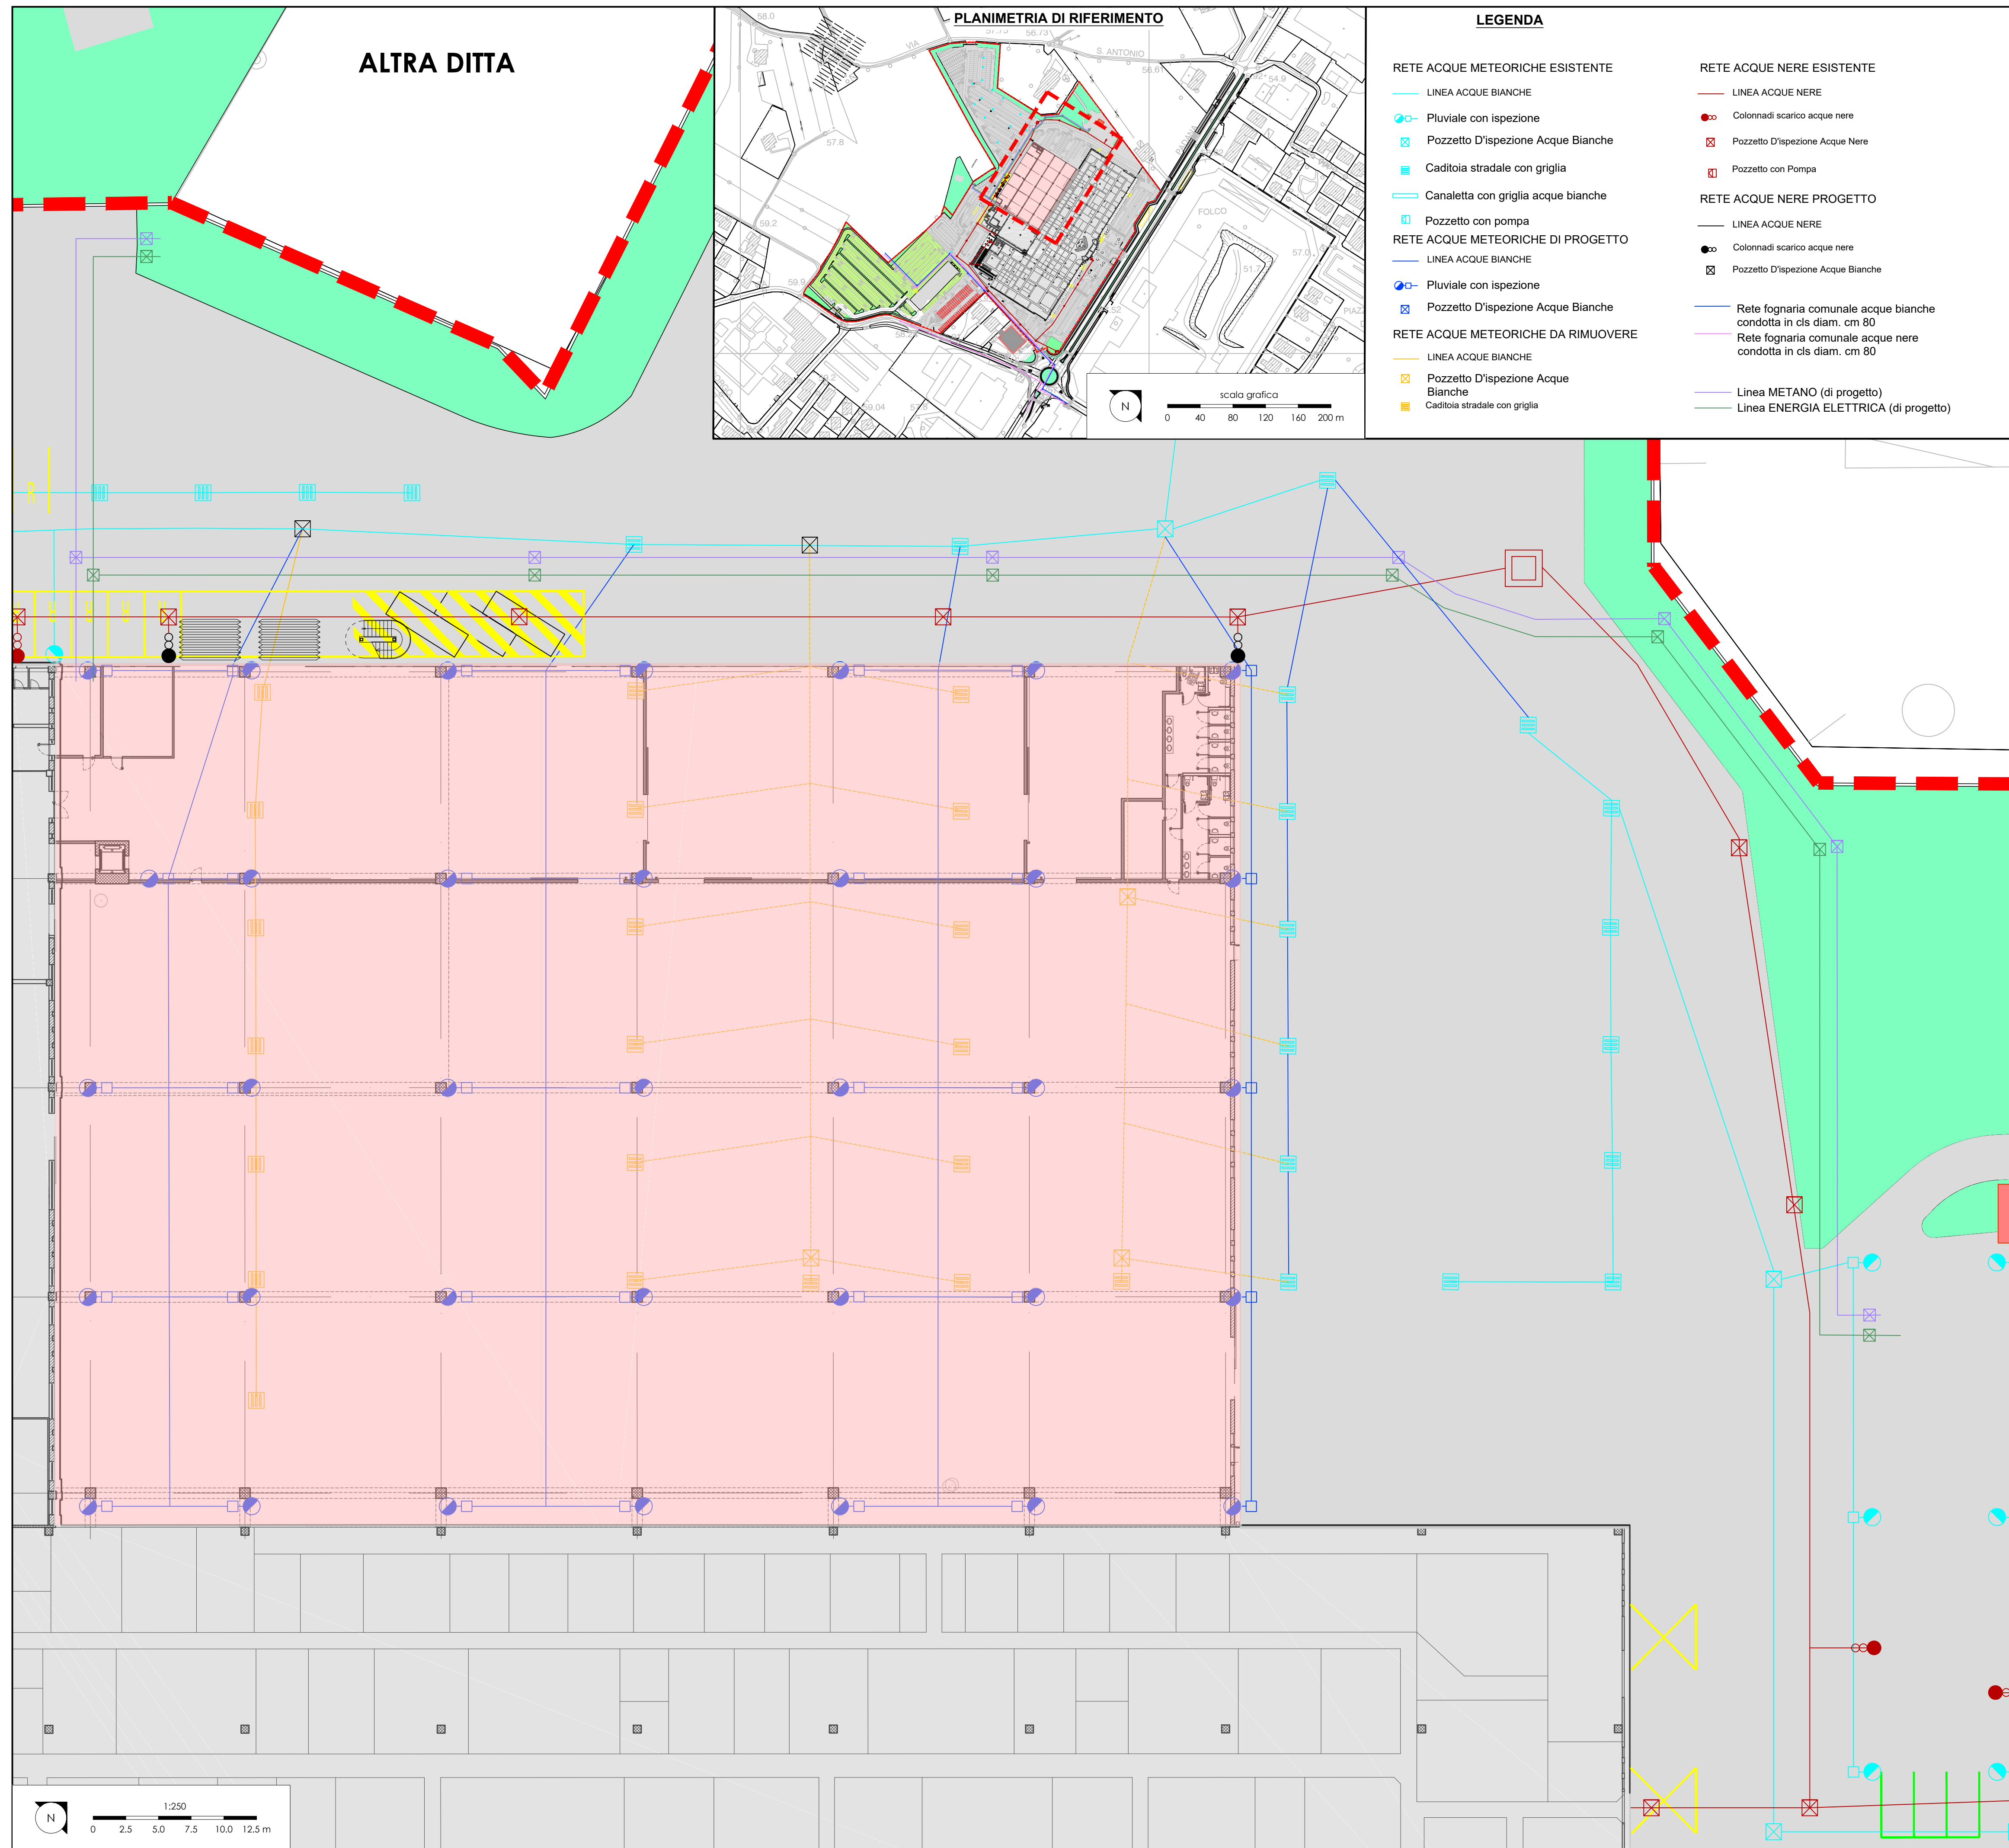 ALTRA DITTA
PLANIMETRIA DI RIFERIMENTO
58.0
57.75
56.73
VIA
S. ANTONIO
56.61
54.9
57.8
59.2
FOLCO
57.0
51.7
59.9
59.04
scala grafica
N
0 40 80 120 160 200 m
LEGENDA
RETE ACQUE METEORICHE ESISTENTE
LINEA ACQUE BIANCHE
Pluviale con ispezione
Pozzetto D'ispezione Acque Bianche
Caditoia stradale con griglia
Canaletta con griglia acque bianche
Pozzetto con pompa
RETE ACQUE METEORICHE DI PROGETTO
LINEA ACQUE BIANCHE
Pluviale con ispezione
Pozzetto D'ispezione Acque Bianche
RETE ACQUE METEORICHE DA RIMUOVERE
LINEA ACQUE BIANCHE
Pozzetto D'ispezione Acque
Bianche
Caditoia stradale con griglia
RETE ACQUE NERE ESISTENTE
LINEA ACQUE NERE
Colonnadi scarico acque nere
Pozzetto D'ispezione Acque Nere
Pozzetto con Pompa
RETE ACQUE NERE PROGETTO
LINEA ACQUE NERE
Colonnadi scarico acque nere
Pozzetto D'ispezione Acque Bianche
Rete fognaria comunale acque bianche
condotta in cls diam. cm 80
Rete fognaria comunale acque nere
condotta in cls diam. cm 80
Linea METANO (di progetto)
Linea ENERGIA ELETTRICA (di progetto)
N
1:250
0 2,5 5,0 7,5 10,0 12,5 m